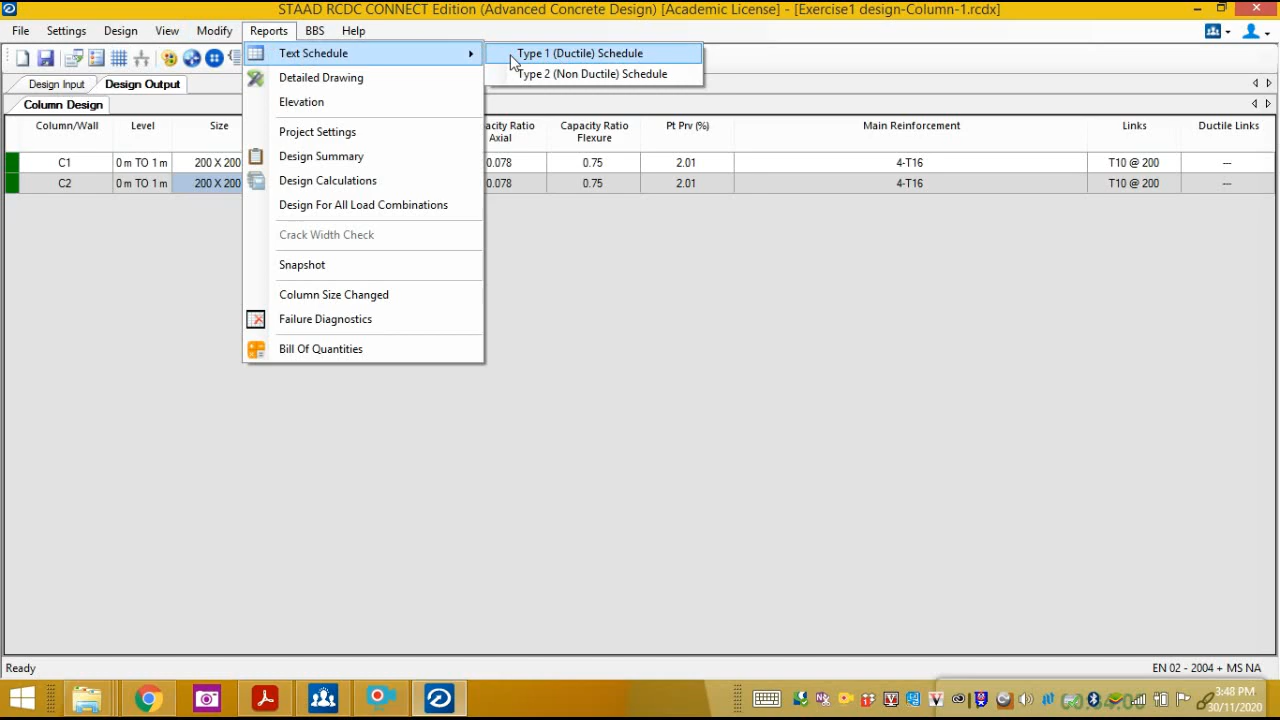 STAAD RCDC CONNECT Edition (Advanced Concrete Design) [Academic License] - [Exercise1 design-Column-1.rcdx]
File Settings Design View Modify Reports BBS Help
Text Schedule
Type 1 (Ductile) Schedule
Type 2 (Non Ductile) Schedule
Detailed Drawing
Elevation
Project Settings
Design Summary
Design Calculations
Design For All Load Combinations
Crack Width Check
Snapshot
Column Size Changed
Failure Diagnostics
Bill Of Quantities
Design Input Design Output
Column Design
Column/Wall Level Size Ratio Axial Capacity Ratio Flexure Pt Prv (%) Main Reinforcement Links Ductile Links
C1 0 m TO 1 m 200 X 200 0.078 0.75 2.01 4-T16 T10 @ 200 ---
C2 0 m TO 1 m 200 X 200 0.078 0.75 2.01 4-T16 T10 @ 200 ---
Ready EN 02 - 2004 + MS NA
3:48 PM
30/11/2020